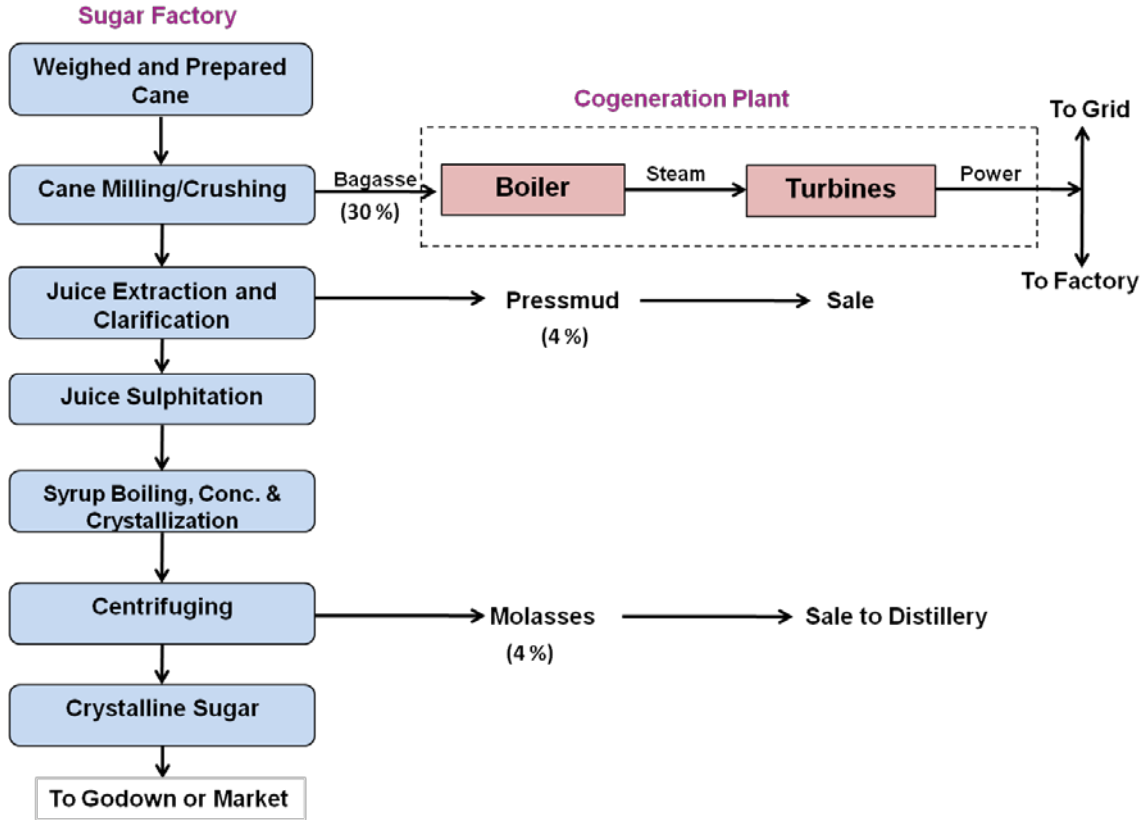 Sugar Factory
Weighed and Prepared
Cane
Cogeneration Plant
To Grid
Cane Milling/Crushing
Bagasse
(30 %)
Boiler
Steam
Turbines
Power
To Factory
Juice Extraction and
Clarification
Pressmud
(4 %)
Sale
Juice Sulphitation
Syrup Boiling, Conc. &
Crystallization
Centrifuging
Molasses
(4 %)
Sale to Distillery
Crystalline Sugar
To Godown or Market